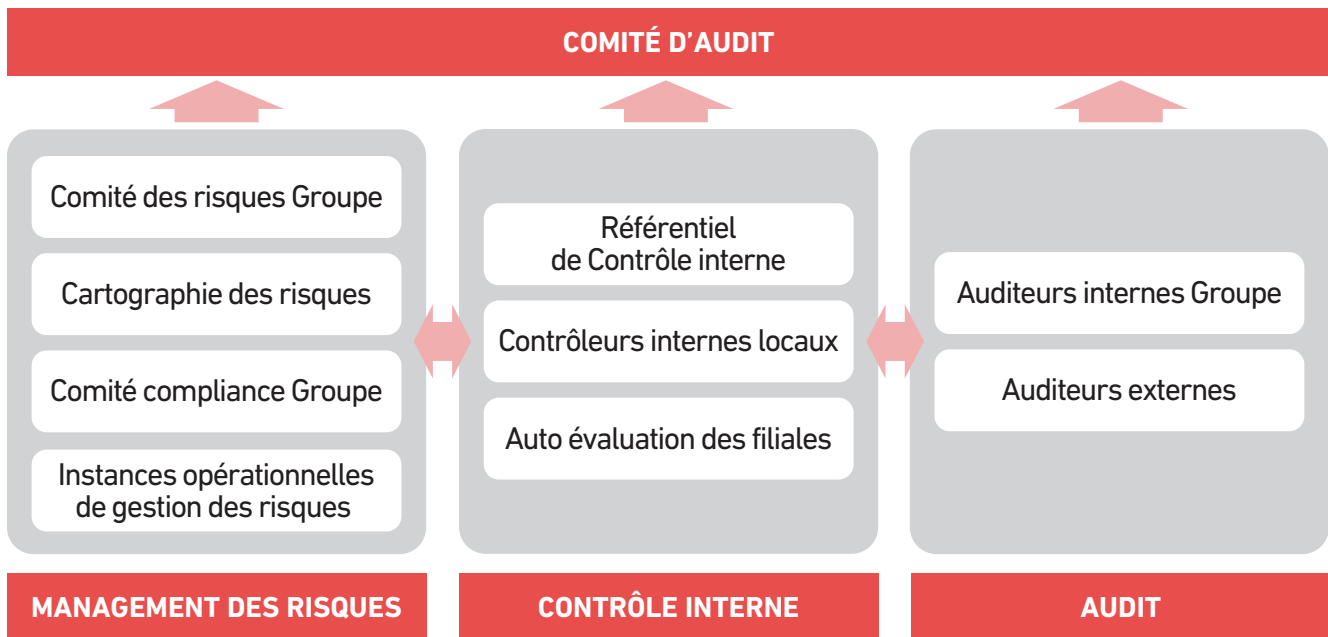 COMITÉ D'AUDIT
Comité des risques Groupe
Cartographie des risques
Comité compliance Groupe
Instances opérationnelles
de gestion des risques
MANAGEMENT DES RISQUES
Référentiel
de Contrôle interne
Contrôleurs internes locaux
Auto évaluation des filiales
CONTRÔLE INTERNE
Auditeurs internes Groupe
Auditeurs externes
AUDIT